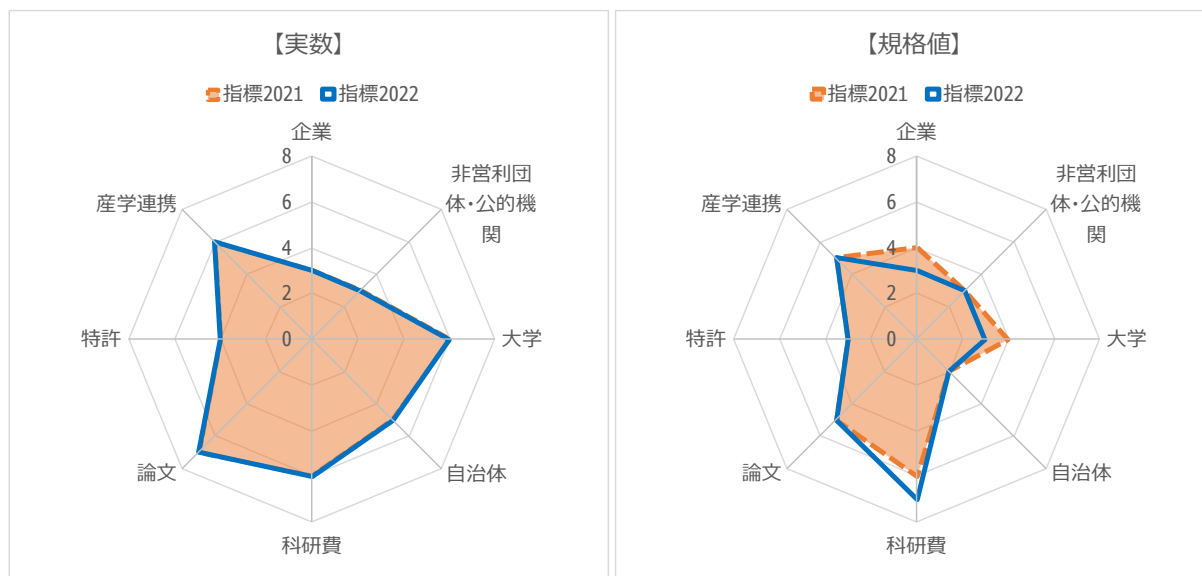 【実数】
指標2021 指標2022
企業
非営利団
体・公的機
関
大学
自治体
科研費
論文
特許
産学連携
8
6
4
2
0
【規格値】
指標2021 指標2022
企業
非営利団
体・公的機
関
大学
自治体
科研費
論文
特許
産学連携
8
6
4
2
0